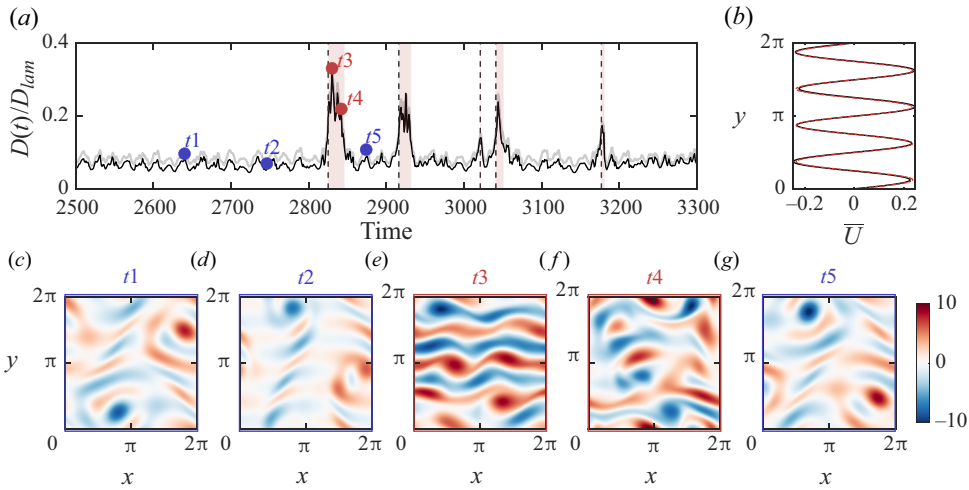 (a)
(b)
0.4
0.2
0
D(t)/D_lam
t1
t2
t3
t4
t5
2500 2600 2700 2800 2900 3000 3100 3200 3300
Time
2π
y
0
−0.2 0 0.2
U̅
(c) t1 (d) t2 (e) t3 (f) t4 (g) t5
2π 2π 2π 2π 2π
y π π π π π
0 π 2π 0 π 2π 0 π 2π 0 π 2π 0 π 2π
x x x x x
10
0
−10